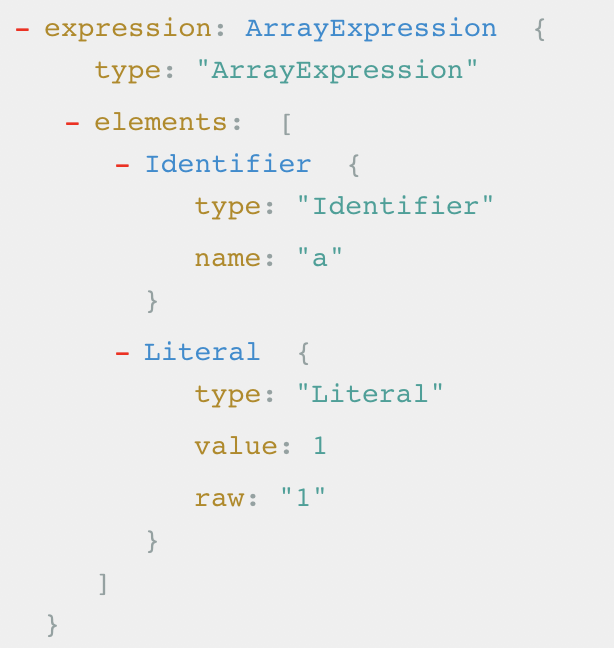 - expression: ArrayExpression {
type: "ArrayExpression"
- elements: [
- Identifier {
type: "Identifier"
name: "a"
}
- Literal {
type: "Literal"
value: 1
raw: "1"
}
]
}